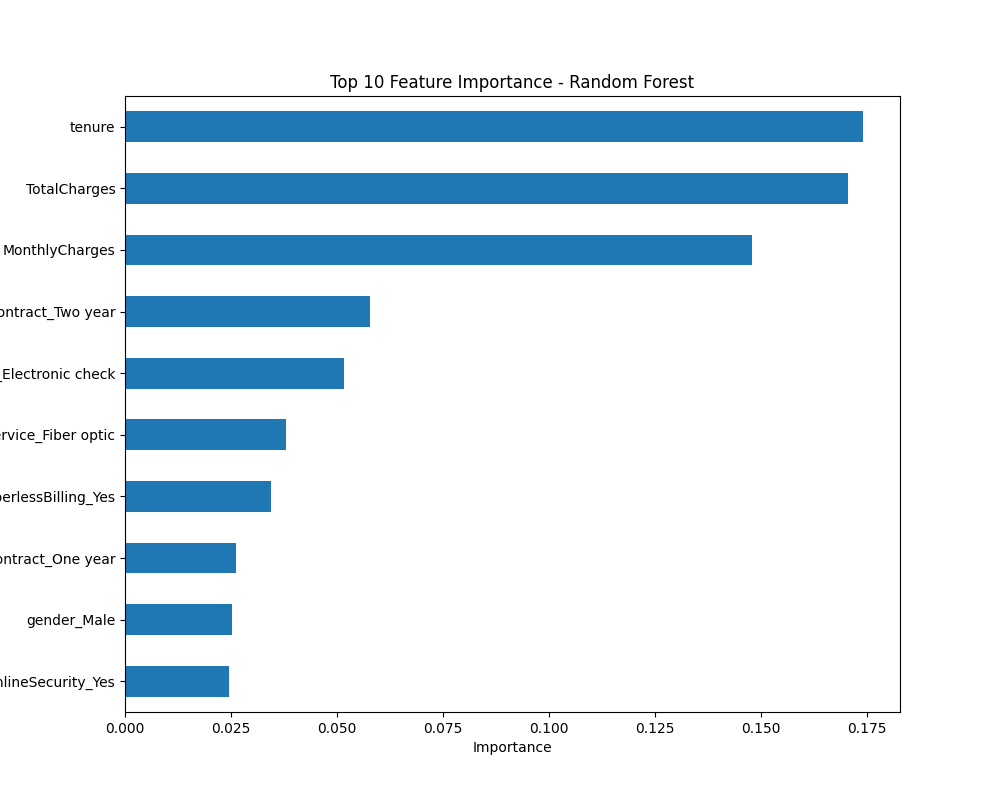 Top 10 Feature Importance - Random Forest
tenure
TotalCharges
MonthlyCharges
ontract_Two year
_Electronic check
ervice_Fiber optic
perlessBilling_Yes
ontract_One year
gender_Male
nlineSecurity_Yes
0.000 0.025 0.050 0.075 0.100 0.125 0.150 0.175
Importance